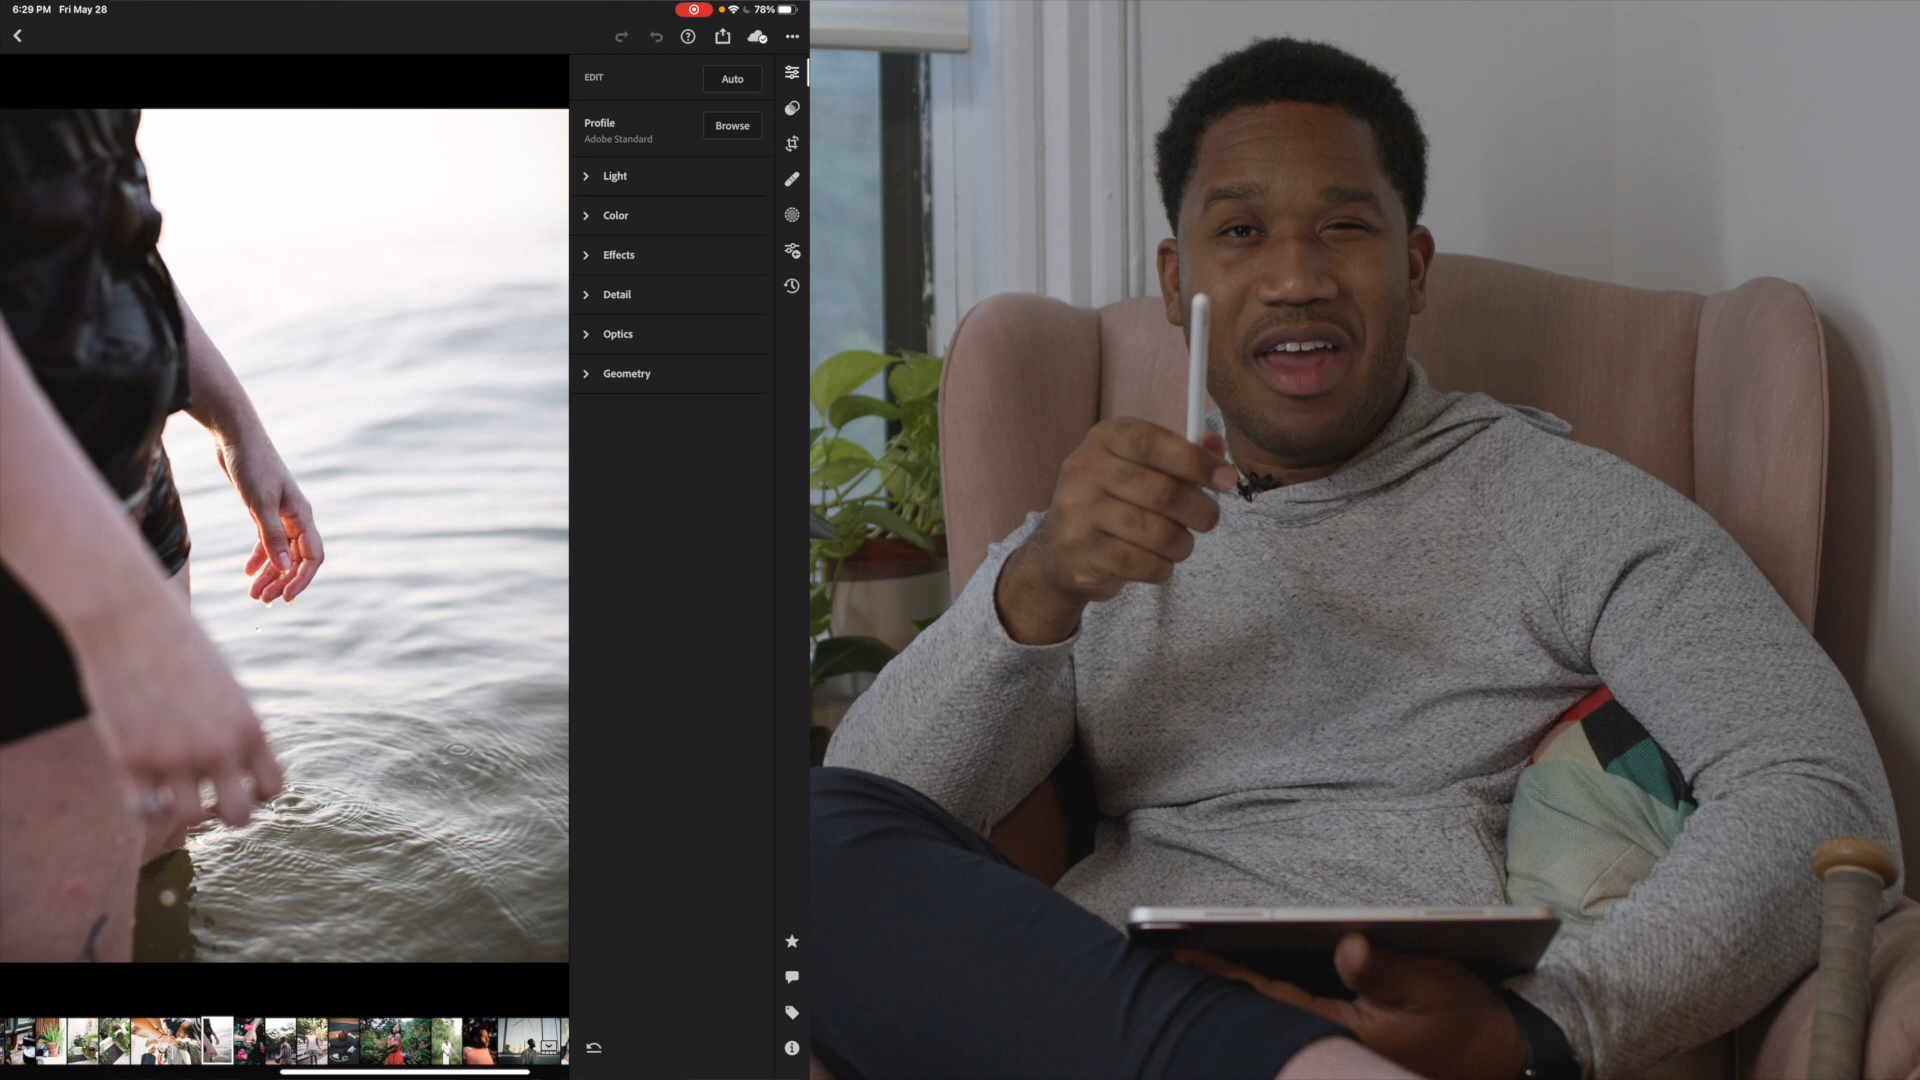 6:29 PM Fri May 28
78%
EDIT
Auto
Profile
Adobe Standard
Browse
Light
Color
Effects
Detail
Optics
Geometry